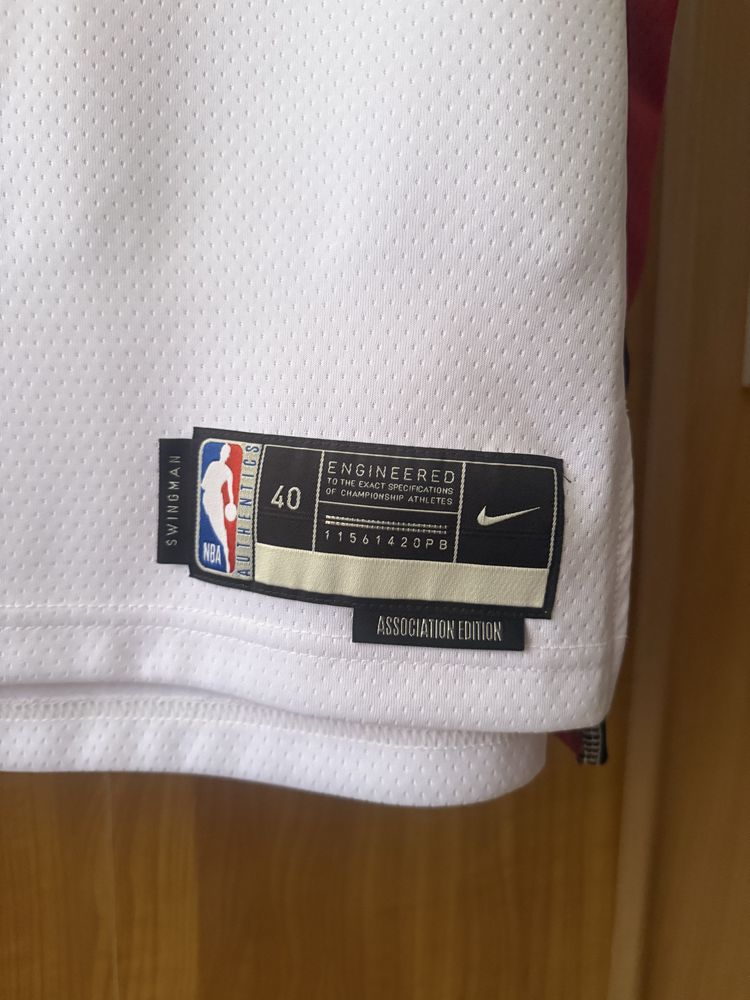 SWINGMAN
NBA
AUTHENTICS
40
ENGINEERED
TO THE EXACT SPECIFICATIONS
OF CHAMPIONSHIP ATHLETES
11561420PB
ASSOCIATION EDITION